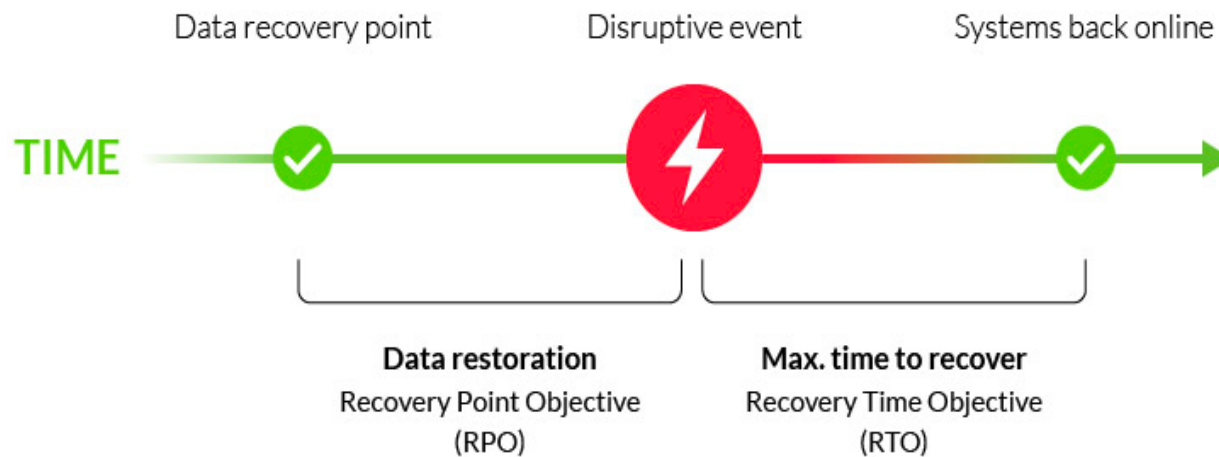 Data recovery point
Disruptive event
Systems back online
TIME
Data restoration
Recovery Point Objective
(RPO)
Max. time to recover
Recovery Time Objective
(RTO)